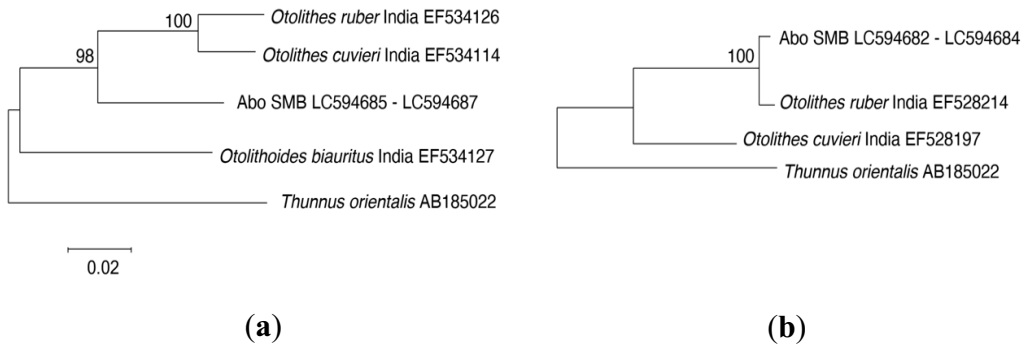 100
Otolithes ruber India EF534126
Otolithes cuvieri India EF534114
98
Abo SMB LC594685 - LC594687
Otolithoides biauritus India EF534127
Thunnus orientalis AB185022
0.02
(a)
Abo SMB LC594682 - LC594684
100
Otolithes ruber India EF528214
Otolithes cuvieri India EF528197
Thunnus orientalis AB185022
(b)